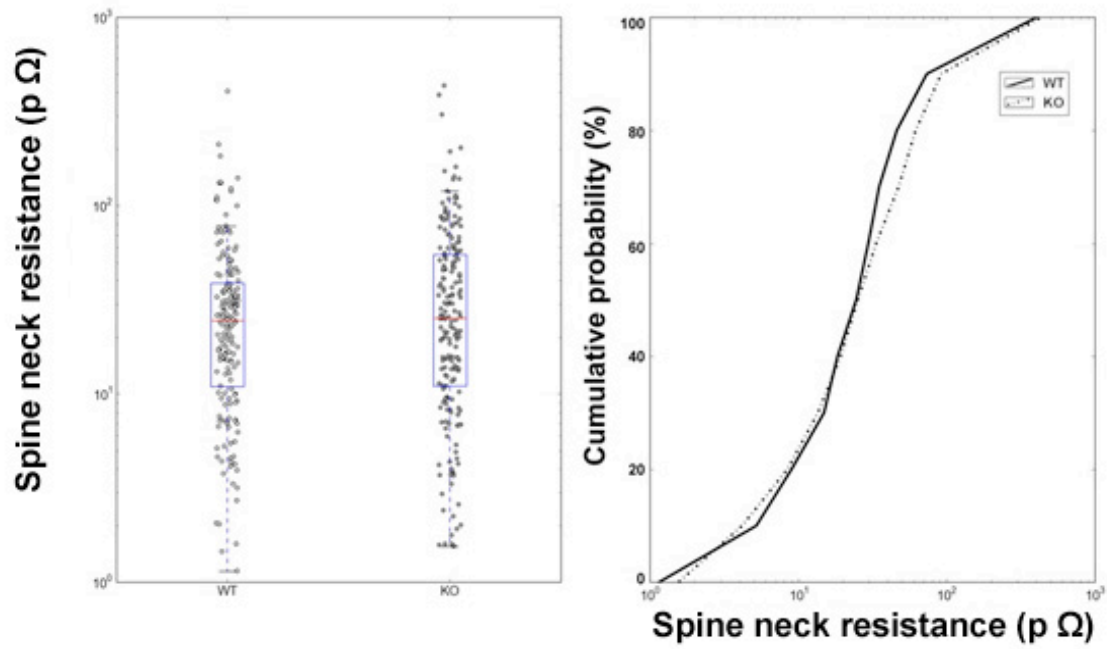 Spine neck resistance (p Ω)
10³
10²
10¹
10⁰
WT
KO
Cumulative probability (%)
100
80
60
40
20
0
10⁰
10¹
10²
10³
WT
KO
Spine neck resistance (p Ω)